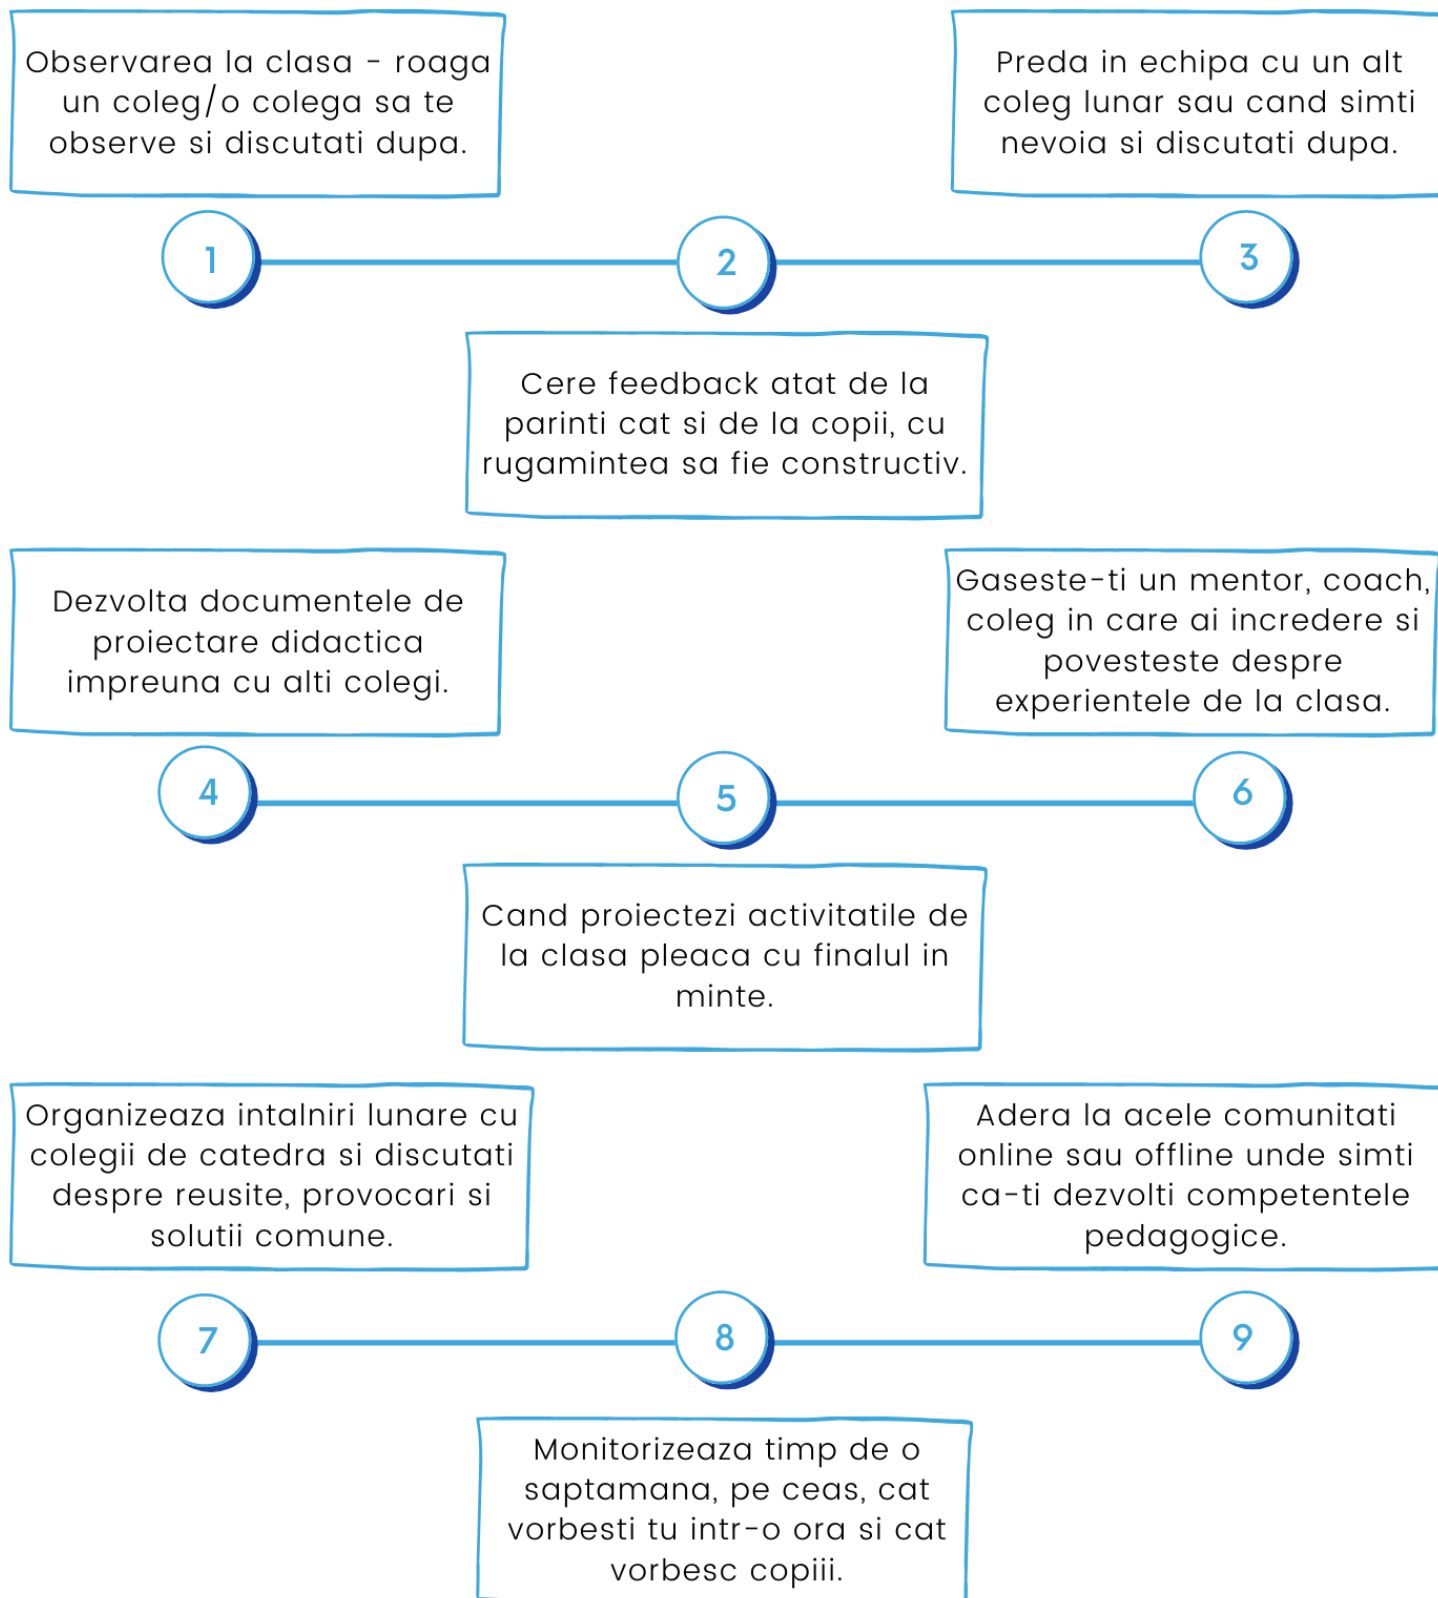 Observarea la clasa - roaga
un coleg/o colega sa te
observe si discutati dupa.
1
Cere feedback atat de la
parinti cat si de la copii, cu
rugamintea sa fie constructiv.
2
Preda in echipa cu un alt
coleg lunar sau cand simti
nevoia si discutati dupa.
3
Dezvolta documentele de
proiectare didactica
impreuna cu alti colegi.
4
Cand proiectezi activitatile de
la clasa pleaca cu finalul in
minte.
5
Gaseste-ti un mentor, coach,
coleg in care ai incredere si
povesteste despre
experientele de la clasa.
6
Organizeaza intalniri lunare cu
colegii de catedra si discutati
despre reusite, provocari si
solutii comune.
7
Monitorizeaza timp de o
saptamana, pe ceas, cat
vorbesti tu intr-o ora si cat
vorbesc copiii.
8
Adera la acele comunitati
online sau offline unde simti
ca-ti dezvolti competentele
pedagogice.
9